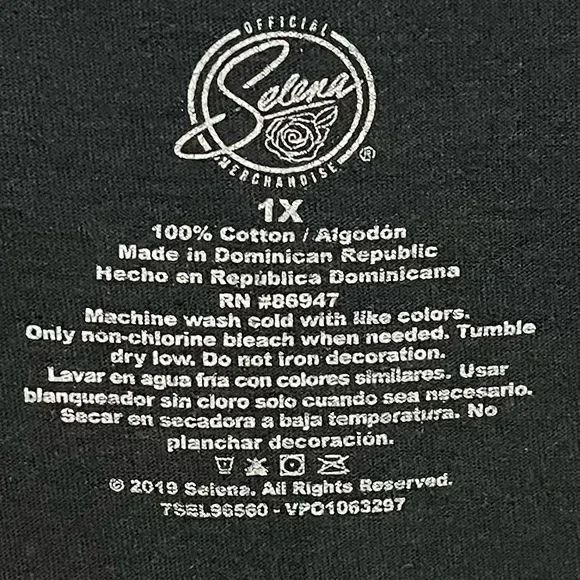 OFFICIAL
Selena
MERCHANDISE
®
1X
100% Cotton / Algodón
Made in Dominican Republic
Hecho en República Dominicana
RN #86947
Machine wash cold with like colors.
Only non-chlorine bleach when needed. Tumble
dry low. Do not iron decoration.
Lavar en agua fría con colores similares. Usar
blanqueador sin cloro solo cuando sea necesario.
Secar en secadora a baja temperatura. No
planchar decoración.
© 2019 Selena. All Rights Reserved.
7SEL96560 - VPO1063297